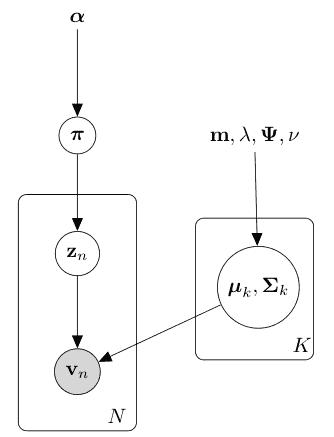 α
π
m, λ, Ψ, ν
z_n
μ_k, Σ_k
v_n
K
N